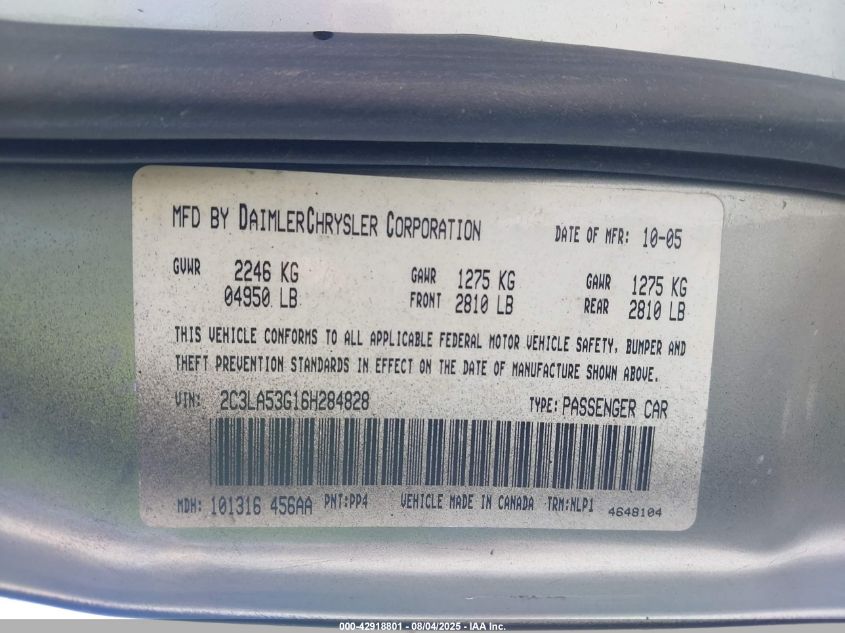 MFD BY DAIMLERCHRYSLER CORPORATION DATE OF MFR: 10-05
GVWR 2246 KG GAWR 1275 KG GAWR 1275 KG
04950 LB FRONT 2810 LB REAR 2810 LB
THIS VEHICLE CONFORMS TO ALL APPLICABLE FEDERAL MOTOR VEHICLE SAFETY, BUMPER AND
THEFT PREVENTION STANDARDS IN EFFECT ON THE DATE OF MANUFACTURE SHOWN ABOVE.
VIN: 2C3LA53G16H284828 TYPE: PASSENGER CAR
MDH: 101316 456AA PNT:PP4 VEHICLE MADE IN CANADA TRM:NLP1 4648104
000-42918801 - 08/04/2025 - IAA Inc.